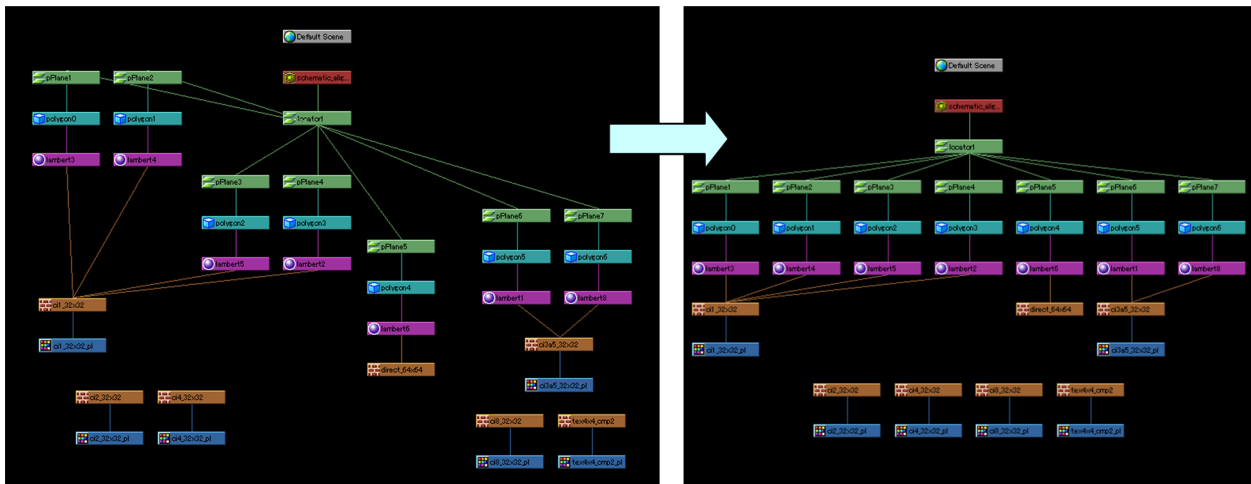 Default Scene
pPlane1
pPlane2
schematic_alig...
polygon0
polygon1
locator1
lambert3
lambert4
pPlane3
pPlane4
polygon2
polygon3
pPlane6
pPlane7
pPlane5
polygon5
polygon6
lambert5
lambert2
polygon4
ci1_32x32
lambert1
lambert8
lambert6
ci1_32x32_pl
ci3a5_32x32
direct_64x64
ci3a5_32x32_pl
ci2_32x32
ci4_32x32
ci8_32x32
tex4x4_cmp2
ci2_32x32_pl
ci4_32x32_pl
ci8_32x32_pl
tex4x4_cmp2_pl
Default Scene
schematic_alig...
locator1
pPlane1
pPlane2
pPlane3
pPlane4
pPlane5
pPlane6
pPlane7
polygon0
polygon1
polygon2
polygon3
polygon4
polygon5
polygon6
lambert3
lambert4
lambert5
lambert2
lambert6
lambert1
lambert8
ci1_32x32
direct_64x64
ci3a5_32x32
ci1_32x32_pl
ci3a5_32x32_pl
ci2_32x32
ci4_32x32
ci8_32x32
tex4x4_cmp2
ci2_32x32_pl
ci4_32x32_pl
ci8_32x32_pl
tex4x4_cmp2_pl